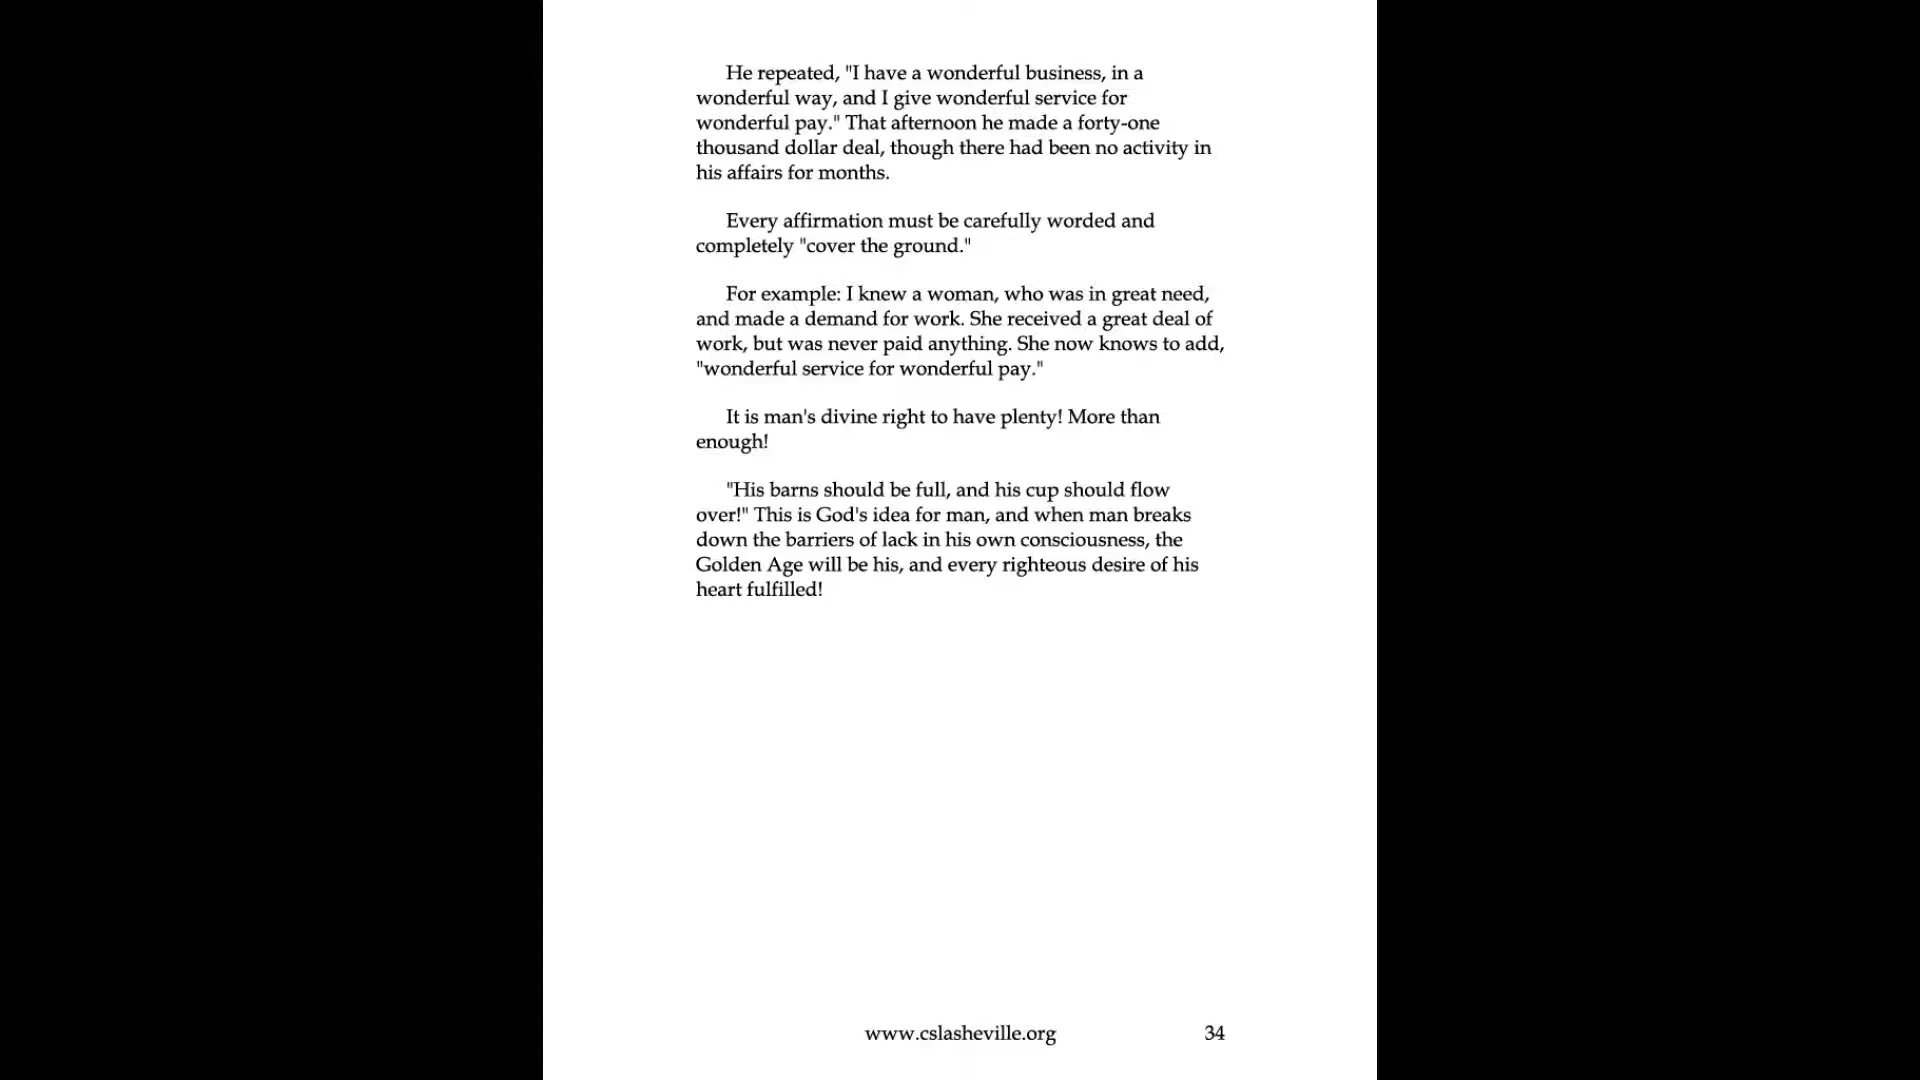 He repeated, "I have a wonderful business, in a
wonderful way, and I give wonderful service for
wonderful pay." That afternoon he made a forty-one
thousand dollar deal, though there had been no activity in
his affairs for months.
Every affirmation must be carefully worded and
completely "cover the ground."
For example: I knew a woman, who was in great need,
and made a demand for work. She received a great deal of
work, but was never paid anything. She now knows to add,
"wonderful service for wonderful pay."
It is man's divine right to have plenty! More than
enough!
"His barns should be full, and his cup should flow
over!" This is God's idea for man, and when man breaks
down the barriers of lack in his own consciousness, the
Golden Age will be his, and every righteous desire of his
heart fulfilled!
www.cslasheville.org 34